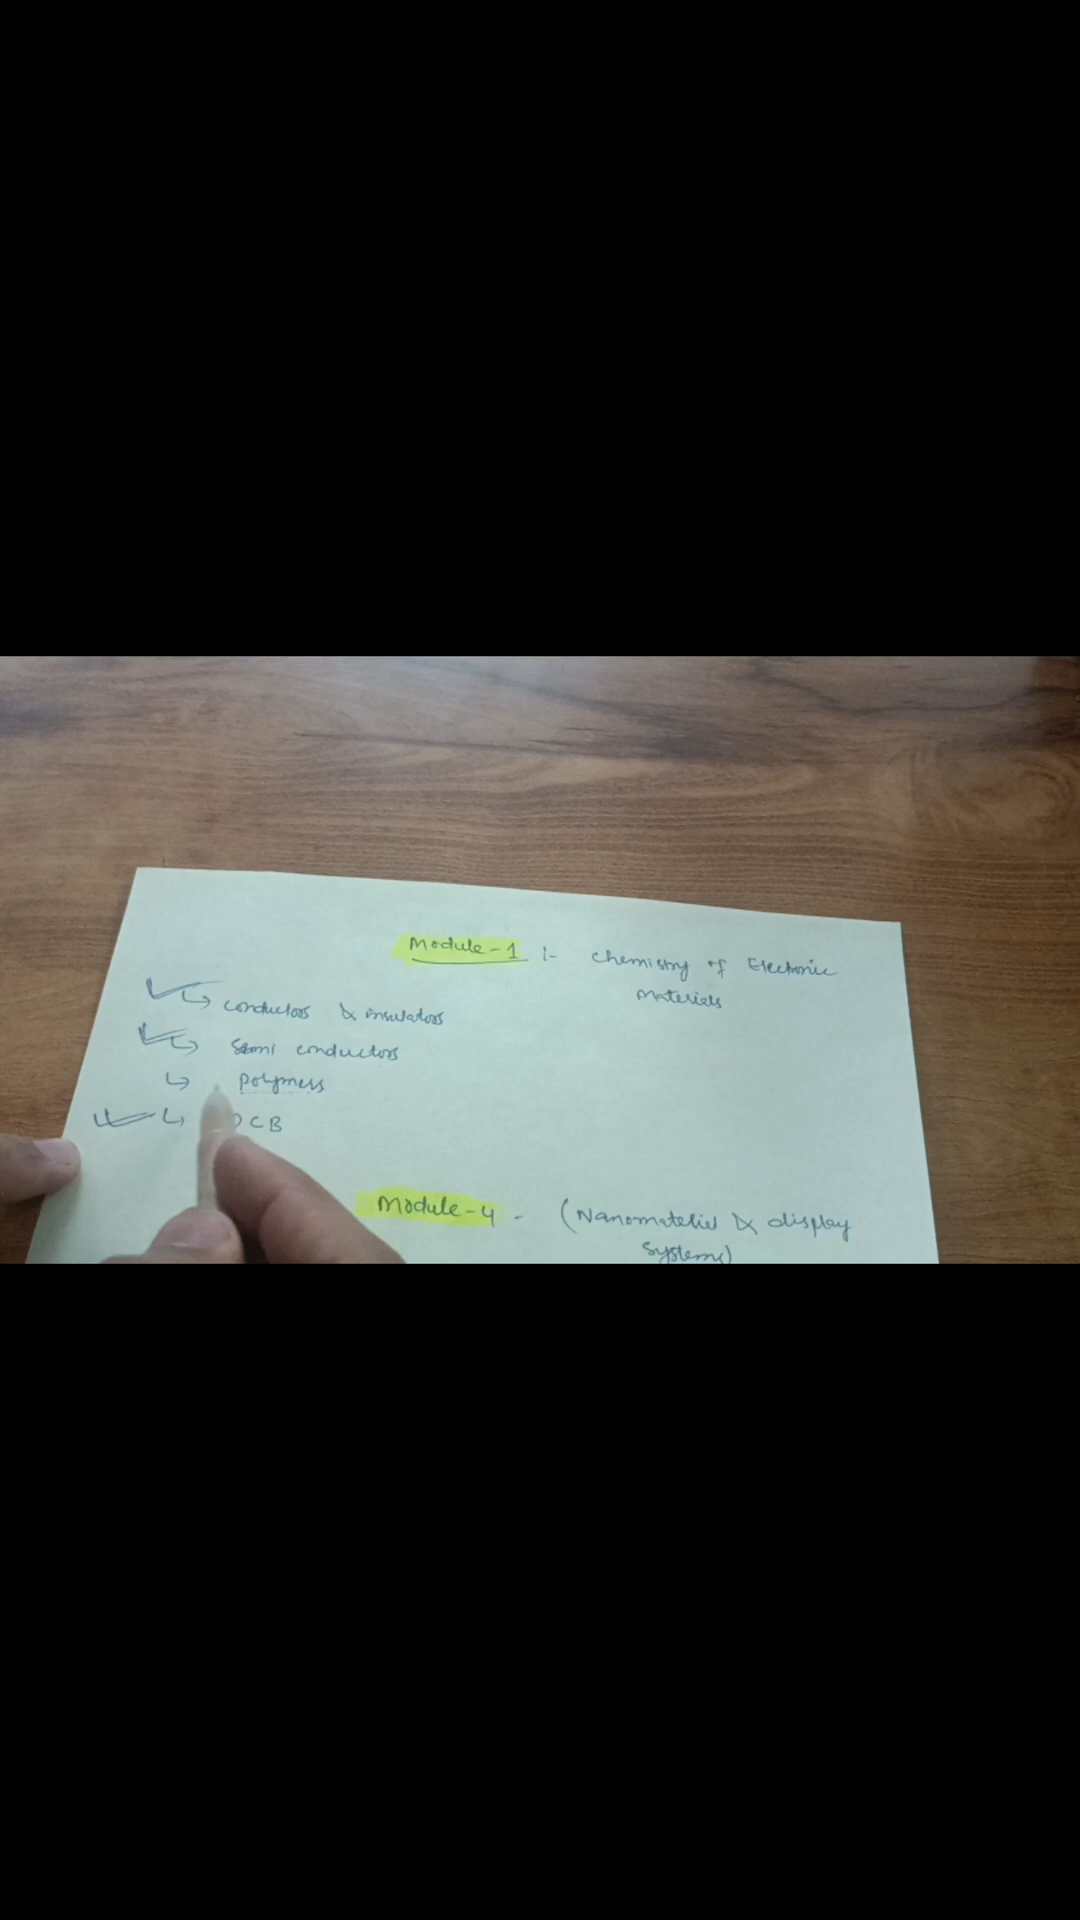 Module-1 :- Chemistry of Electronic
Materials
↳ conductors & insulators
↳ Semi conductors
↳ polymers
↳ CB
Module-4 - (Nanomaterial & display
systems)